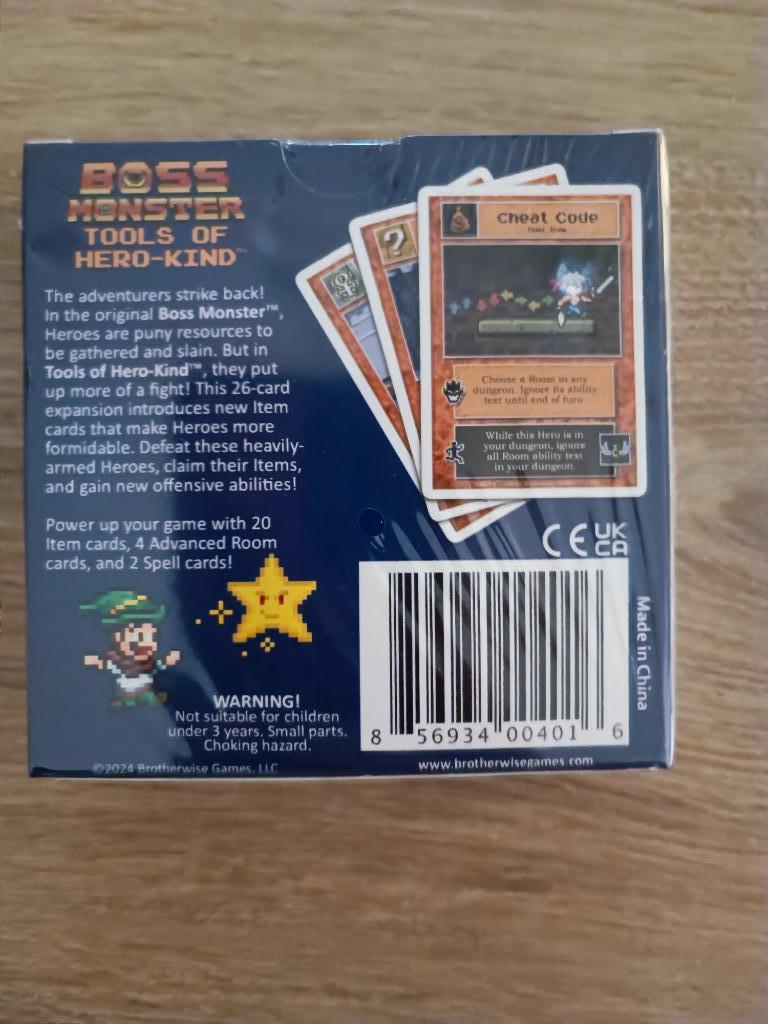 BOSS
MONSTER
TOOLS OF
HERO-KIND™
The adventurers strike back!
In the original Boss Monster™,
Heroes are puny resources to
be gathered and slain. But in
Tools of Hero-Kind™, they put
up more of a fight! This 26-card
expansion introduces new Item
cards that make Heroes more
formidable. Defeat these heavily-
armed Heroes, claim their Items,
and gain new offensive abilities!
Power up your game with 20
Item cards, 4 Advanced Room
cards, and 2 Spell cards!
Cheat Code
Choose a Room in any
dungeon. Ignore its ability
text until end of turn.
While this Hero is in
your dungeon, ignore
all Room ability text
in your dungeon.
?
CE UK
CA
Made in China
WARNING!
Not suitable for children
under 3 years. Small parts.
Choking hazard.
8 56934 00401 6
©2024 Brotherwise Games, LLC
www.brotherwisegames.com